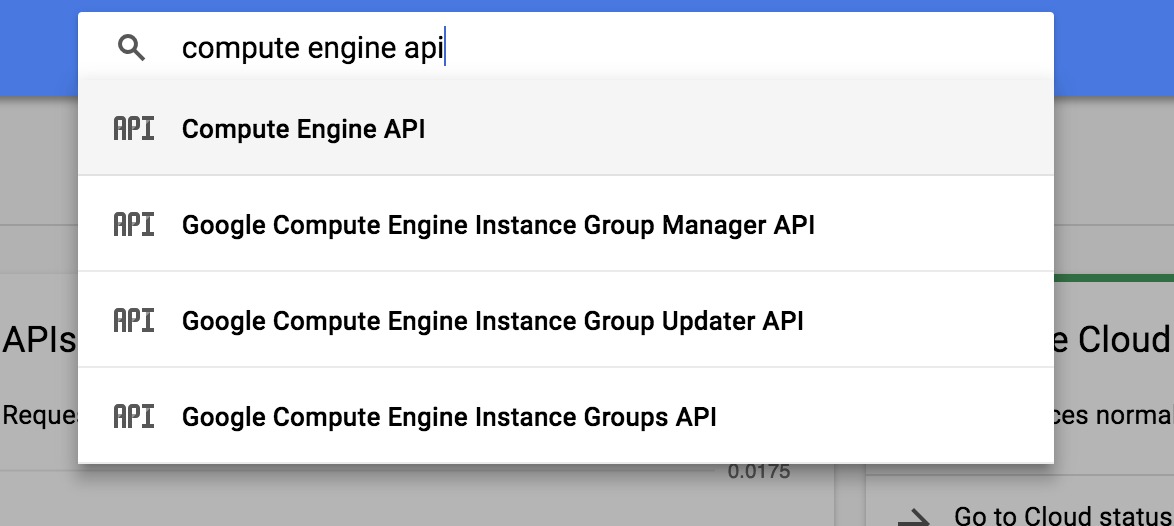 compute engine api
API Compute Engine API
API Google Compute Engine Instance Group Manager API
API Google Compute Engine Instance Group Updater API
API Google Compute Engine Instance Groups API
APIs
e Cloud
Reque
ces norma
0.0175
Go to Cloud status